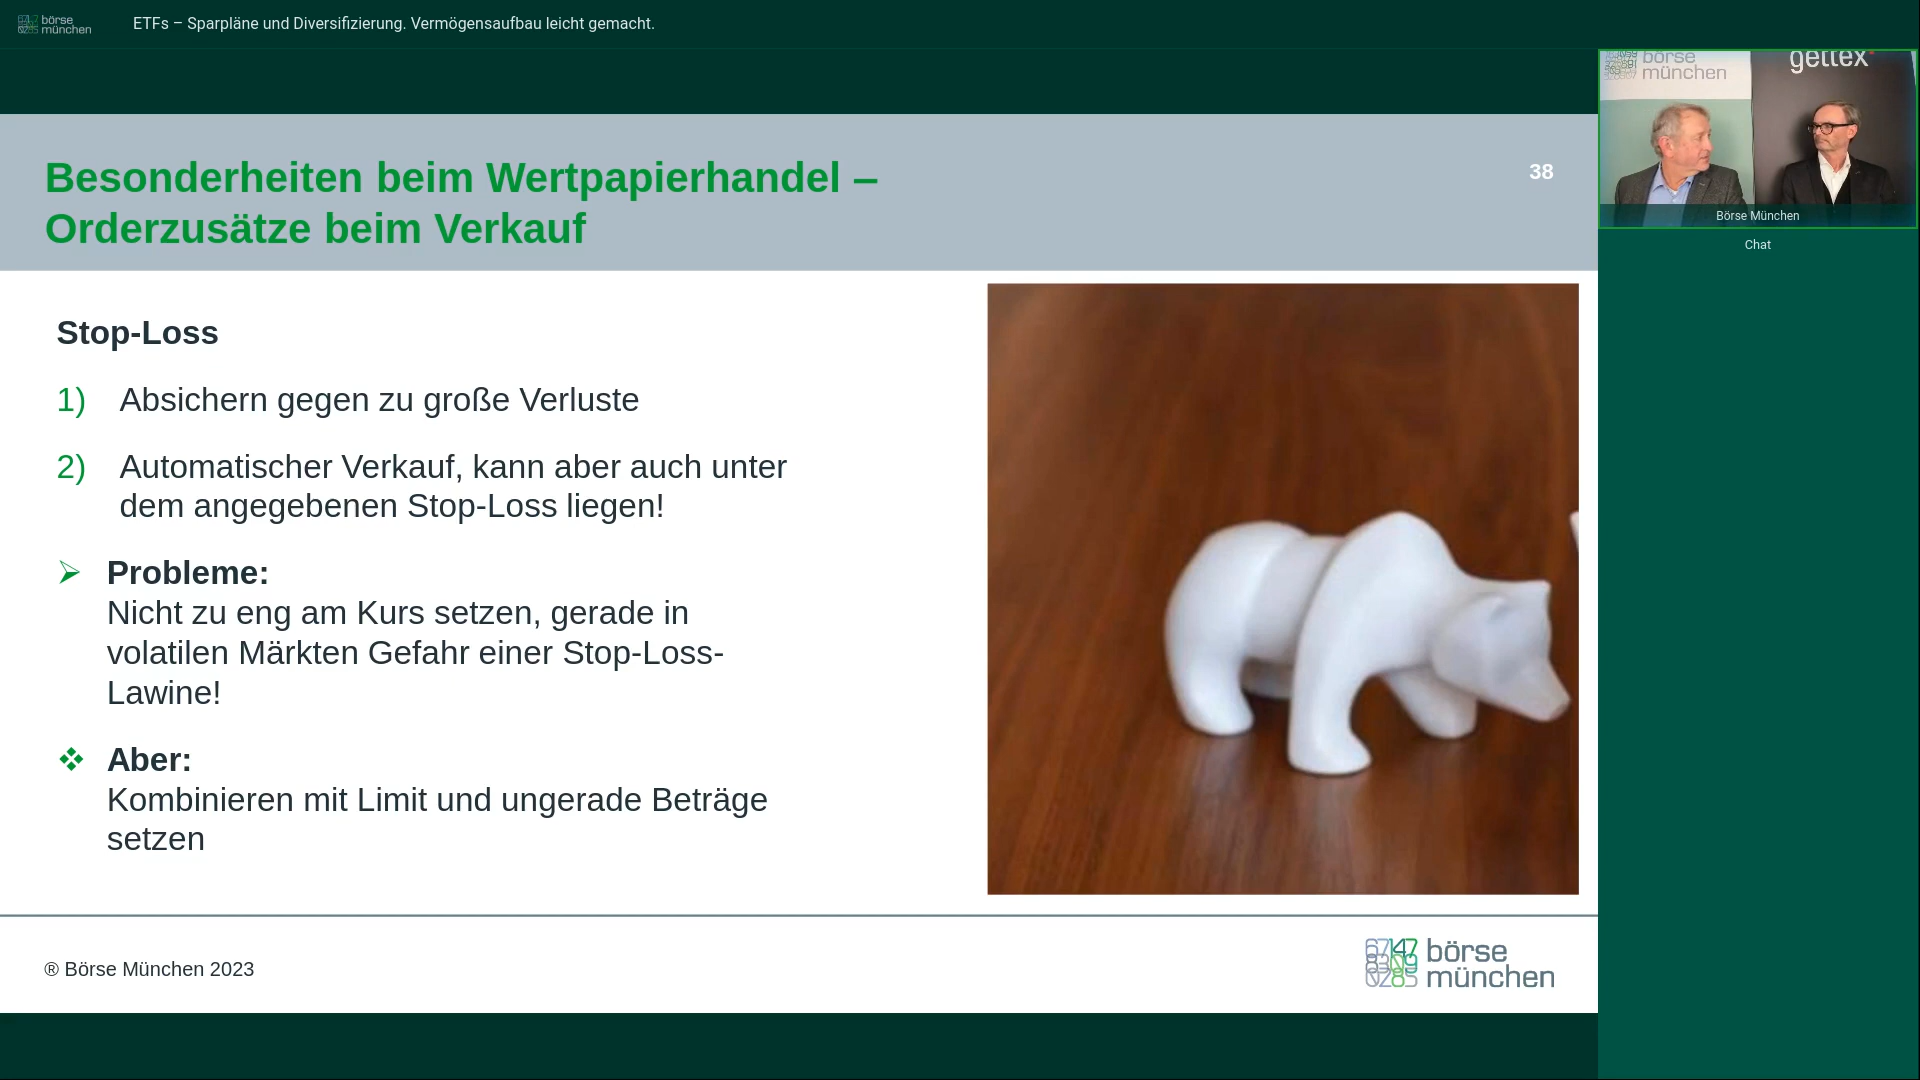 börse
münchen
ETFs – Sparpläne und Diversifizierung. Vermögensaufbau leicht gemacht.
Besonderheiten beim Wertpapierhandel –
Orderzusätze beim Verkauf
38
Stop-Loss
1) Absichern gegen zu große Verluste
2) Automatischer Verkauf, kann aber auch unter
dem angegebenen Stop-Loss liegen!
Probleme:
Nicht zu eng am Kurs setzen, gerade in
volatilen Märkten Gefahr einer Stop-Loss-
Lawine!
Aber:
Kombinieren mit Limit und ungerade Beträge
setzen
® Börse München 2023
börse
münchen
börse
münchen
gettex
Börse München
Chat